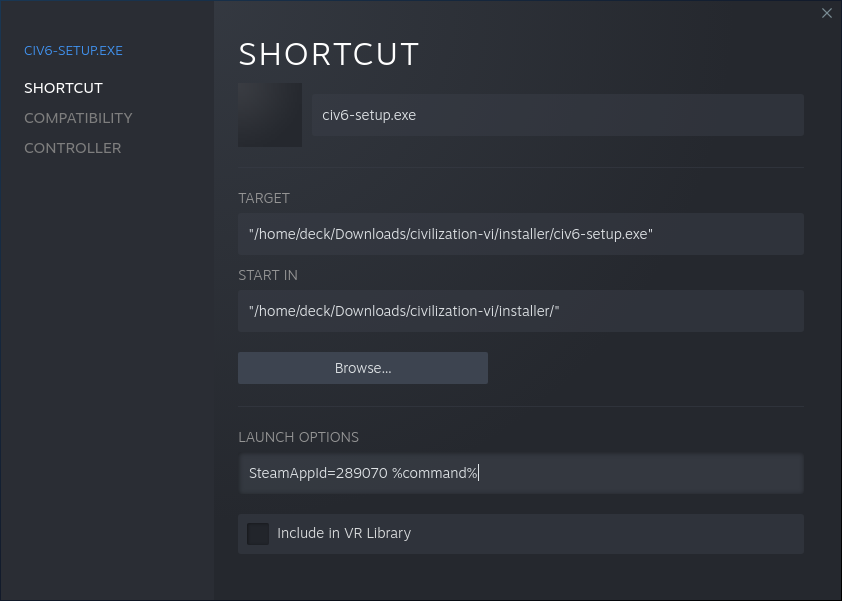 CIV6-SETUP.EXE
SHORTCUT
COMPATIBILITY
CONTROLLER
SHORTCUT
civ6-setup.exe
TARGET
"/home/deck/Downloads/civilization-vi/installer/civ6-setup.exe"
START IN
"/home/deck/Downloads/civilization-vi/installer/"
Browse...
LAUNCH OPTIONS
SteamAppId=289070 %command%
Include in VR Library